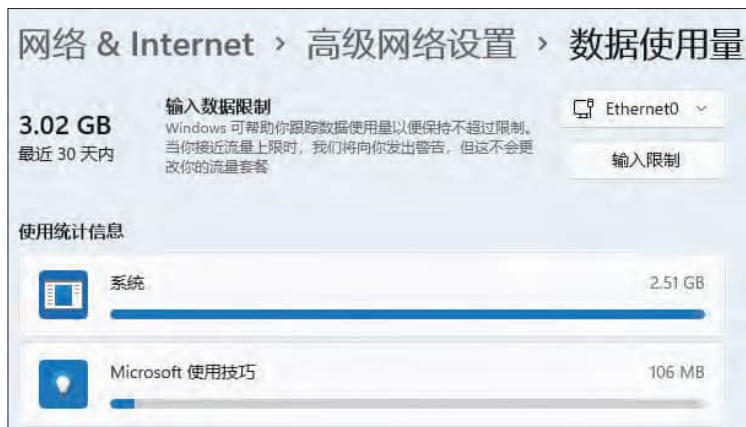 网络 & Internet > 高级网络设置 > 数据使用量
3.02 GB
最近 30 天内
输入数据限制
Windows 可帮助你跟踪数据使用量以便保持不超过限制。
当你接近流量上限时，我们将向你发出警告，但这不会更
改你的流量套餐
Ethernet0
输入限制
使用统计信息
系统 2.51 GB
Microsoft 使用技巧 106 MB